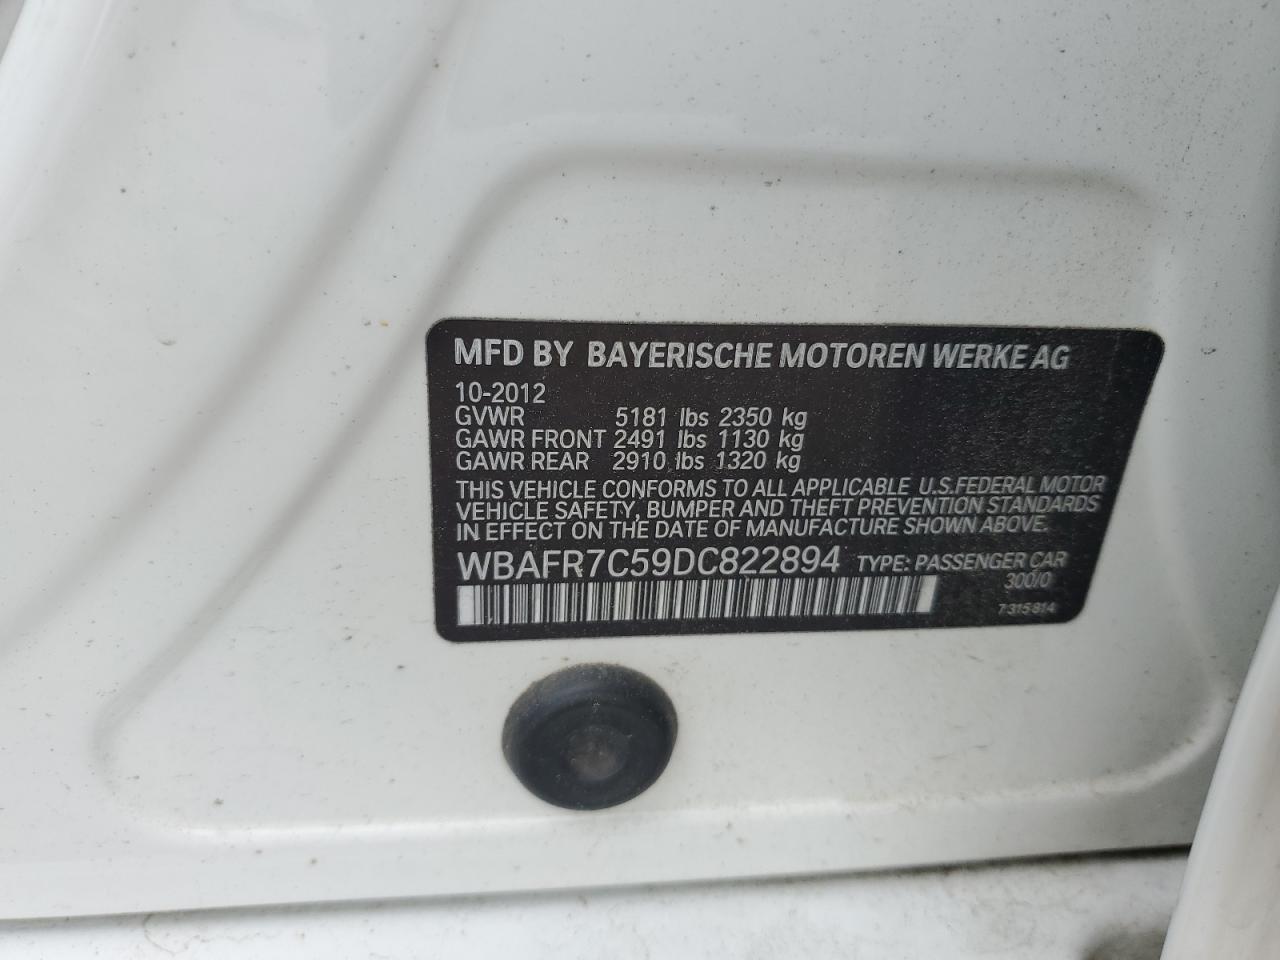 MFD BY BAYERISCHE MOTOREN WERKE AG
10-2012
GVWR 5181 lbs 2350 kg
GAWR FRONT 2491 lbs 1130 kg
GAWR REAR 2910 lbs 1320 kg
THIS VEHICLE CONFORMS TO ALL APPLICABLE U.S.FEDERAL MOTOR
VEHICLE SAFETY, BUMPER AND THEFT PREVENTION STANDARDS
IN EFFECT ON THE DATE OF MANUFACTURE SHOWN ABOVE.
WBAFR7C59DC822894 TYPE: PASSENGER CAR
300/0
7315814